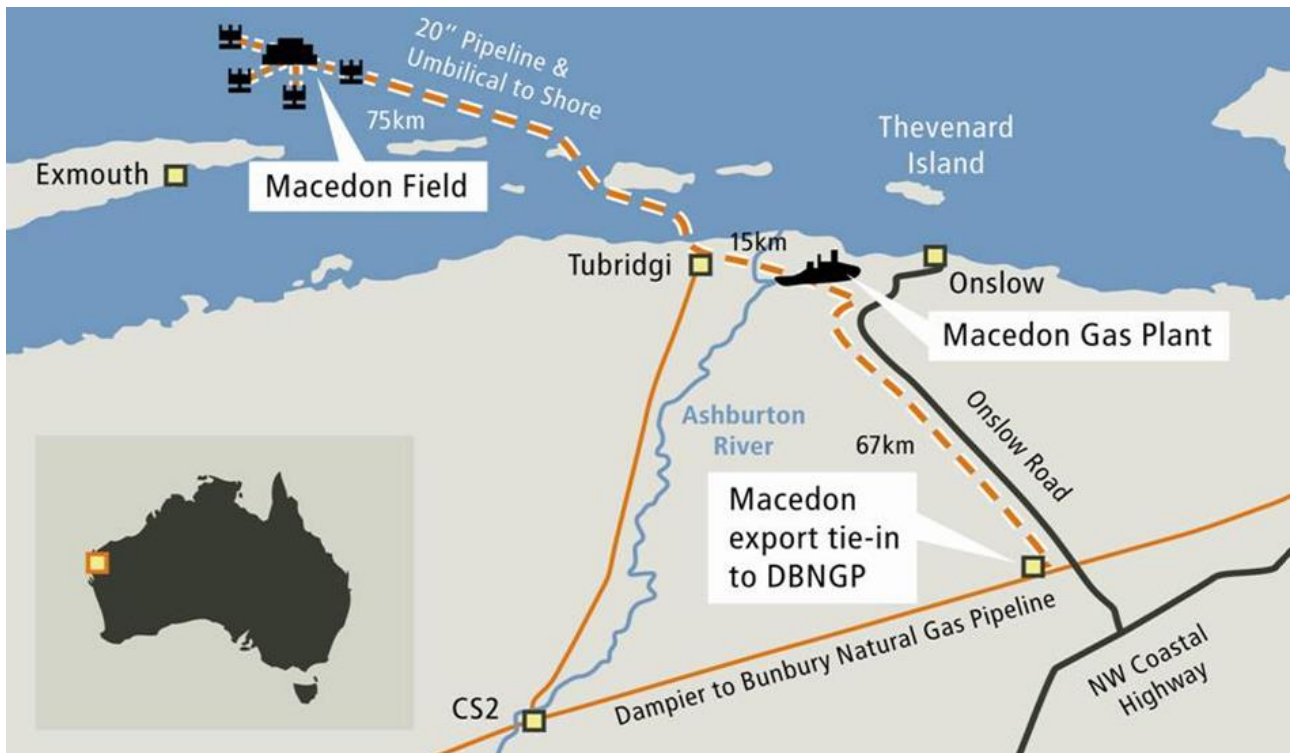 20" Pipeline &
Umbilical to Shore
75km
Thevenard
Island
Exmouth
Macedon Field
15km
Tubridgi
Onslow
Macedon Gas Plant
Ashburton
River
67km
Onslow Road
Macedon
export tie-in
to DBNGP
Dampier to Bunbury Natural Gas Pipeline
NW Coastal
Highway
CS2